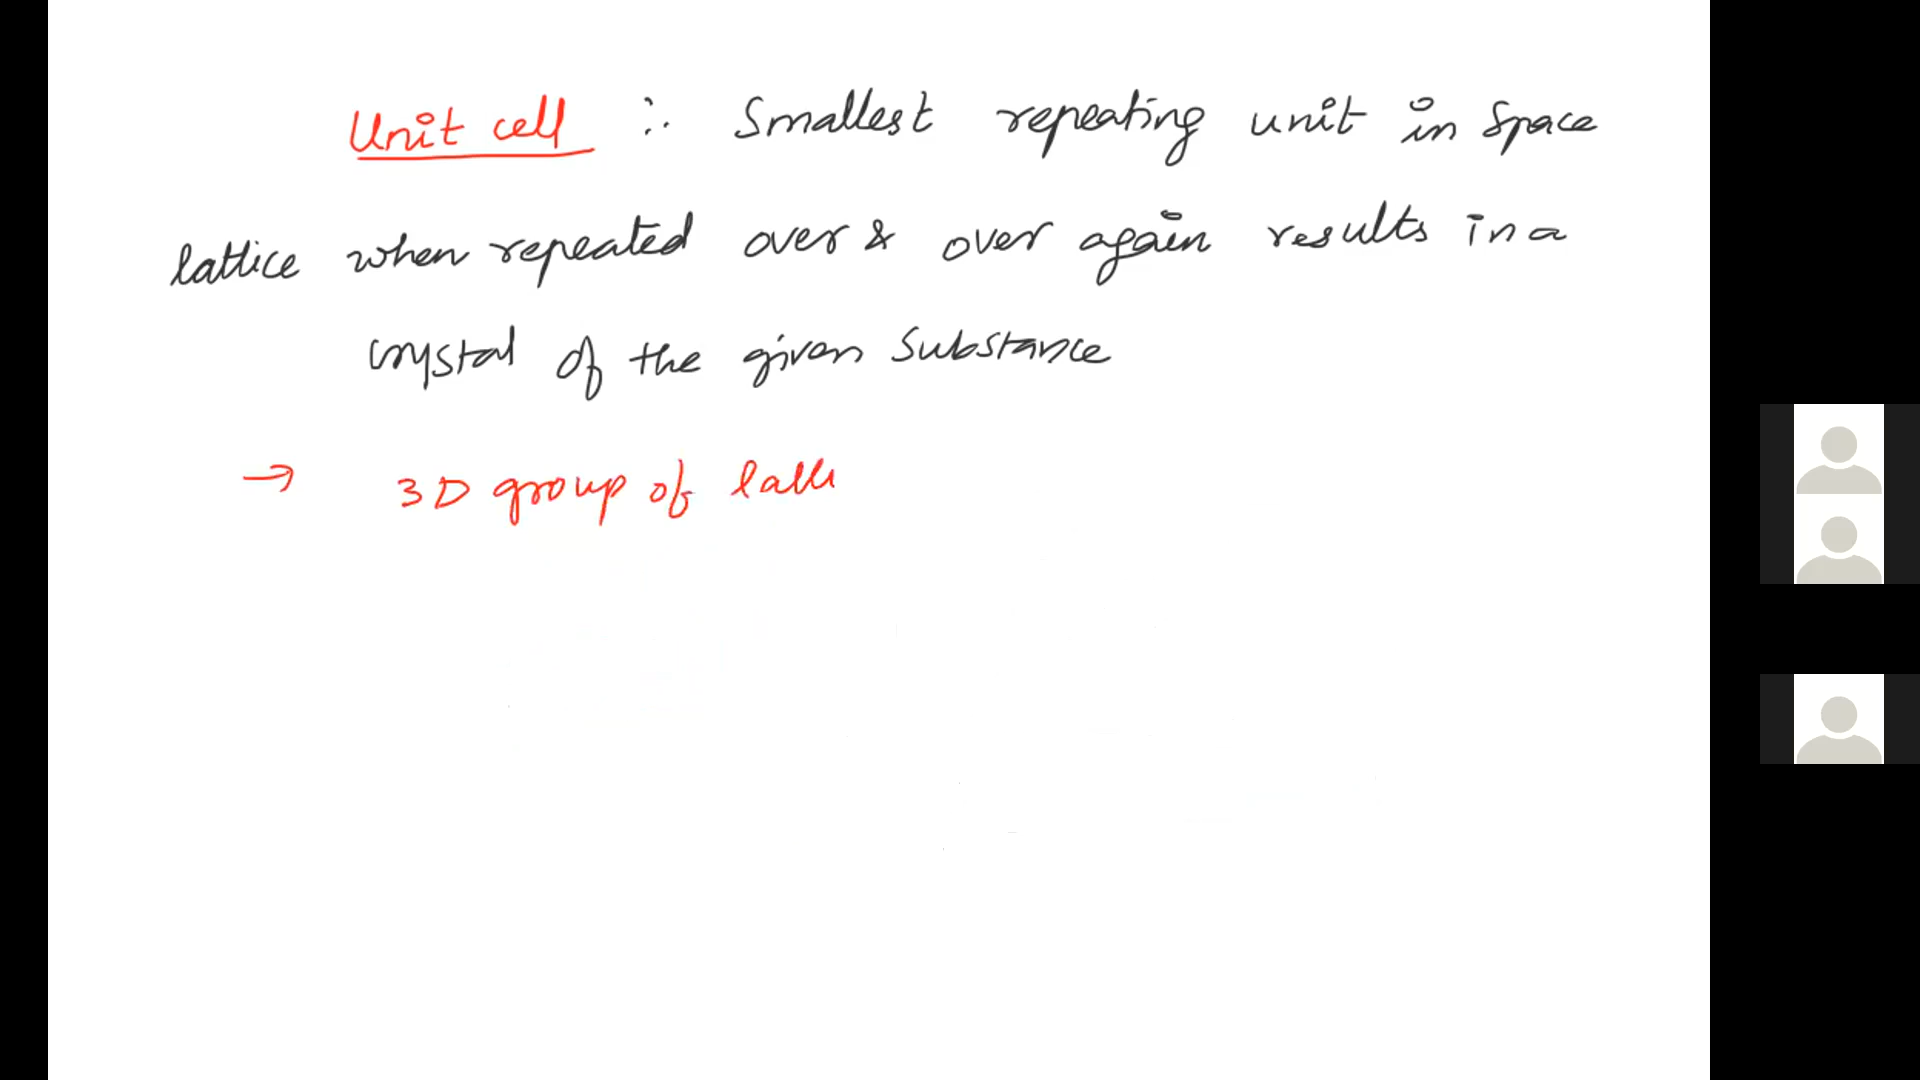 Unit cell :. Smallest repeating unit in space
lattice when repeated over & over again results in a
crystal of the given substance
→ 3D group of